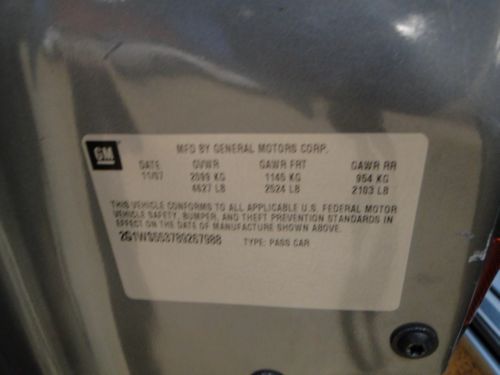 GM
MFD BY GENERAL MOTORS CORP.
DATE GVWR GAWR FRT GAWR RR
11/07 2099 KG 1145 KG 954 KG
4627 LB 2524 LB 2103 LB
THIS VEHICLE CONFORMS TO ALL APPLICABLE U.S. FEDERAL MOTOR
VEHICLE SAFETY, BUMPER, AND THEFT PREVENTION STANDARDS IN
EFFECT ON THE DATE OF MANUFACTURE SHOWN ABOVE.
2G1WS553789267988 TYPE: PASS CAR